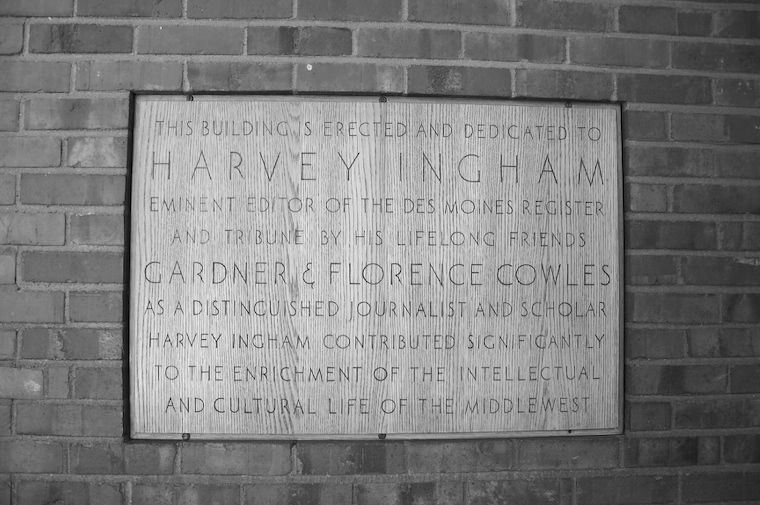 THIS BUILDING IS ERECTED AND DEDICATED TO
HARVEY INGHAM
EMINENT EDITOR OF THE DES MOINES REGISTER
AND TRIBUNE BY HIS LIFELONG FRIENDS
GARDNER & FLORENCE COWLES
AS A DISTINGUISHED JOURNALIST AND SCHOLAR
HARVEY INGHAM CONTRIBUTED SIGNIFICANTLY
TO THE ENRICHMENT OF THE INTELLECTUAL
AND CULTURAL LIFE OF THE MIDDLEWEST